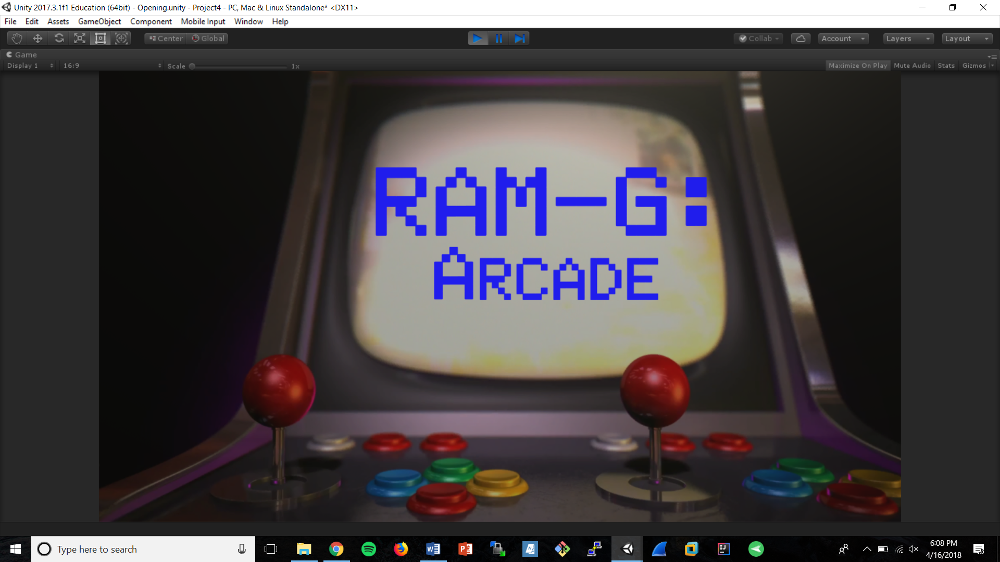 Unity 2017.3.1f1 Education (64bit) - Opening.unity - Project4 - PC, Mac & Linux Standalone* <DX11>
File Edit Assets GameObject Component Mobile Input Window Help
Center Global Collab Account Layers Layout
Game
Display 1 16:9 Scale 1x Maximize On Play Mute Audio Stats Gizmos
RAM-G:
ARCADE
Type here to search
6:08 PM
4/16/2018